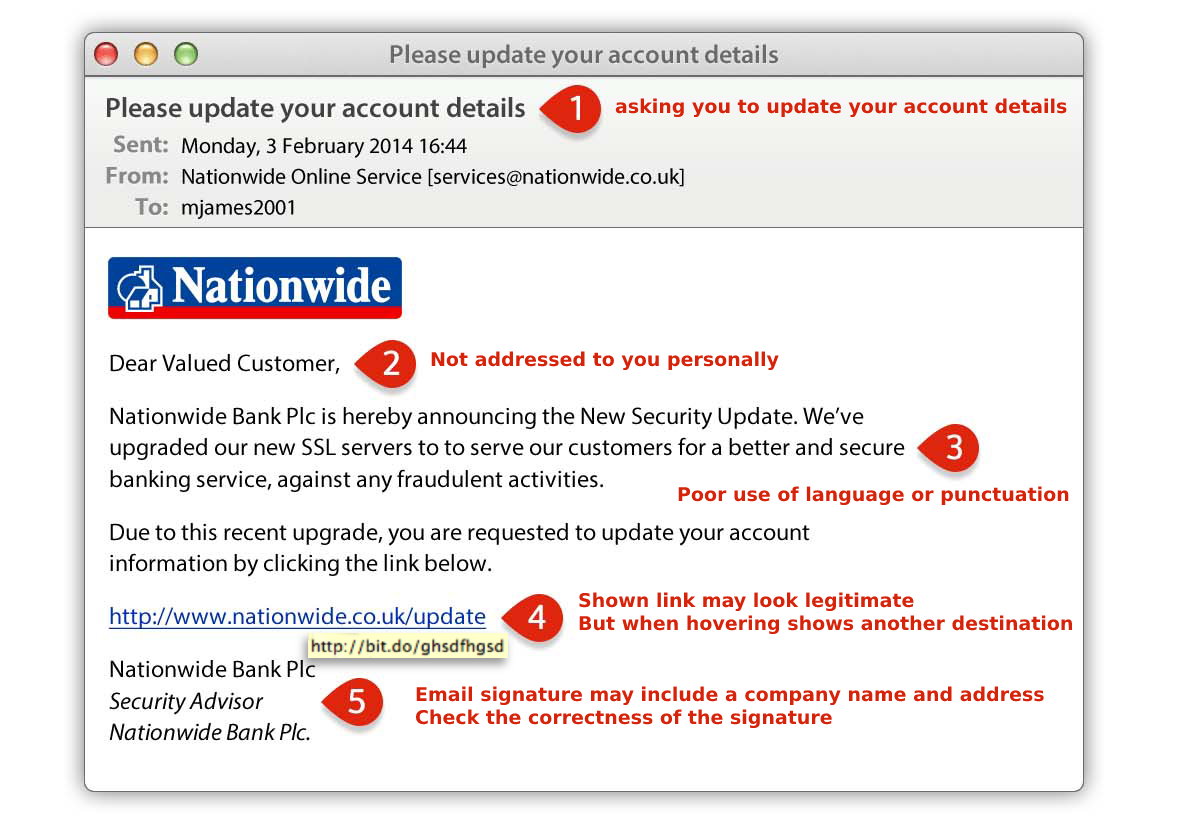 Please update your account details
Please update your account details
1
asking you to update your account details
Sent: Monday, 3 February 2014 16:44
From: Nationwide Online Service [services@nationwide.co.uk]
To: mjames2001
Nationwide
Dear Valued Customer,
2
Not addressed to you personally
Nationwide Bank Plc is hereby announcing the New Security Update. We’ve
upgraded our new SSL servers to to serve our customers for a better and secure
3
banking service, against any fraudulent activities.
Poor use of language or punctuation
Due to this recent upgrade, you are requested to update your account
information by clicking the link below.
http://www.nationwide.co.uk/update
4
Shown link may look legitimate
But when hovering shows another destination
http://bit.do/ghsdfhgsd
Nationwide Bank Plc
Security Advisor
Nationwide Bank Plc.
5
Email signature may include a company name and address
Check the correctness of the signature